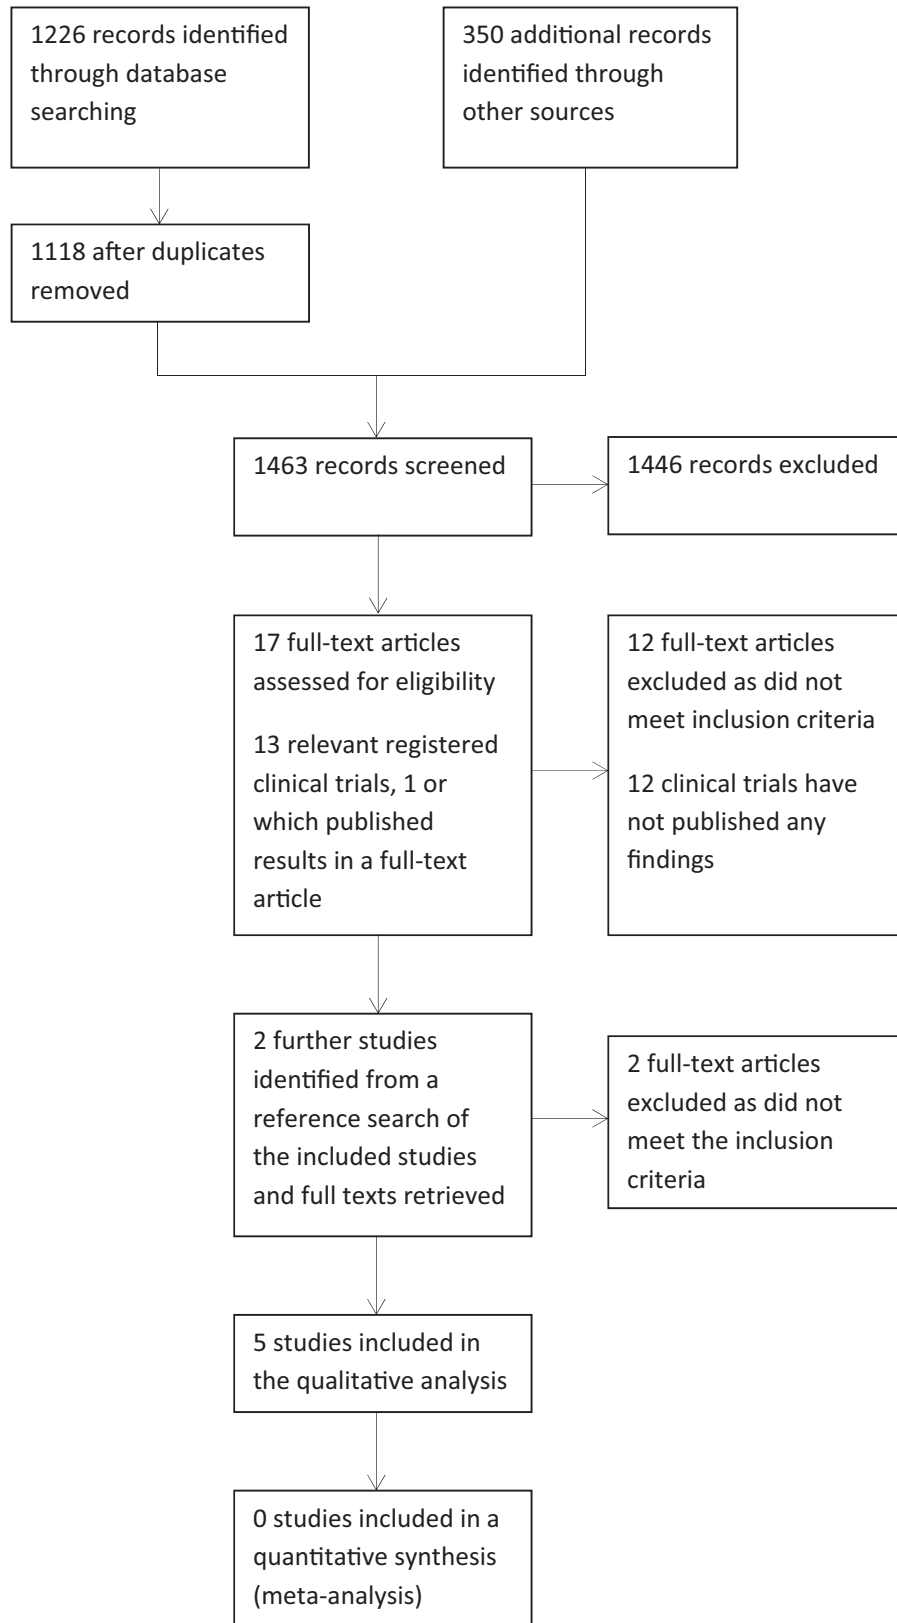 1226 records identified
through database
searching
350 additional records
identified through
other sources
1118 after duplicates
removed
1463 records screened
1446 records excluded
17 full-text articles
assessed for eligibility
13 relevant registered
clinical trials, 1 or
which published
results in a full-text
article
12 full-text articles
excluded as did not
meet inclusion criteria
12 clinical trials have
not published any
findings
2 further studies
identified from a
reference search of
the included studies
and full texts retrieved
2 full-text articles
excluded as did not
meet the inclusion
criteria
5 studies included in
the qualitative analysis
0 studies included in a
quantitative synthesis
(meta-analysis)